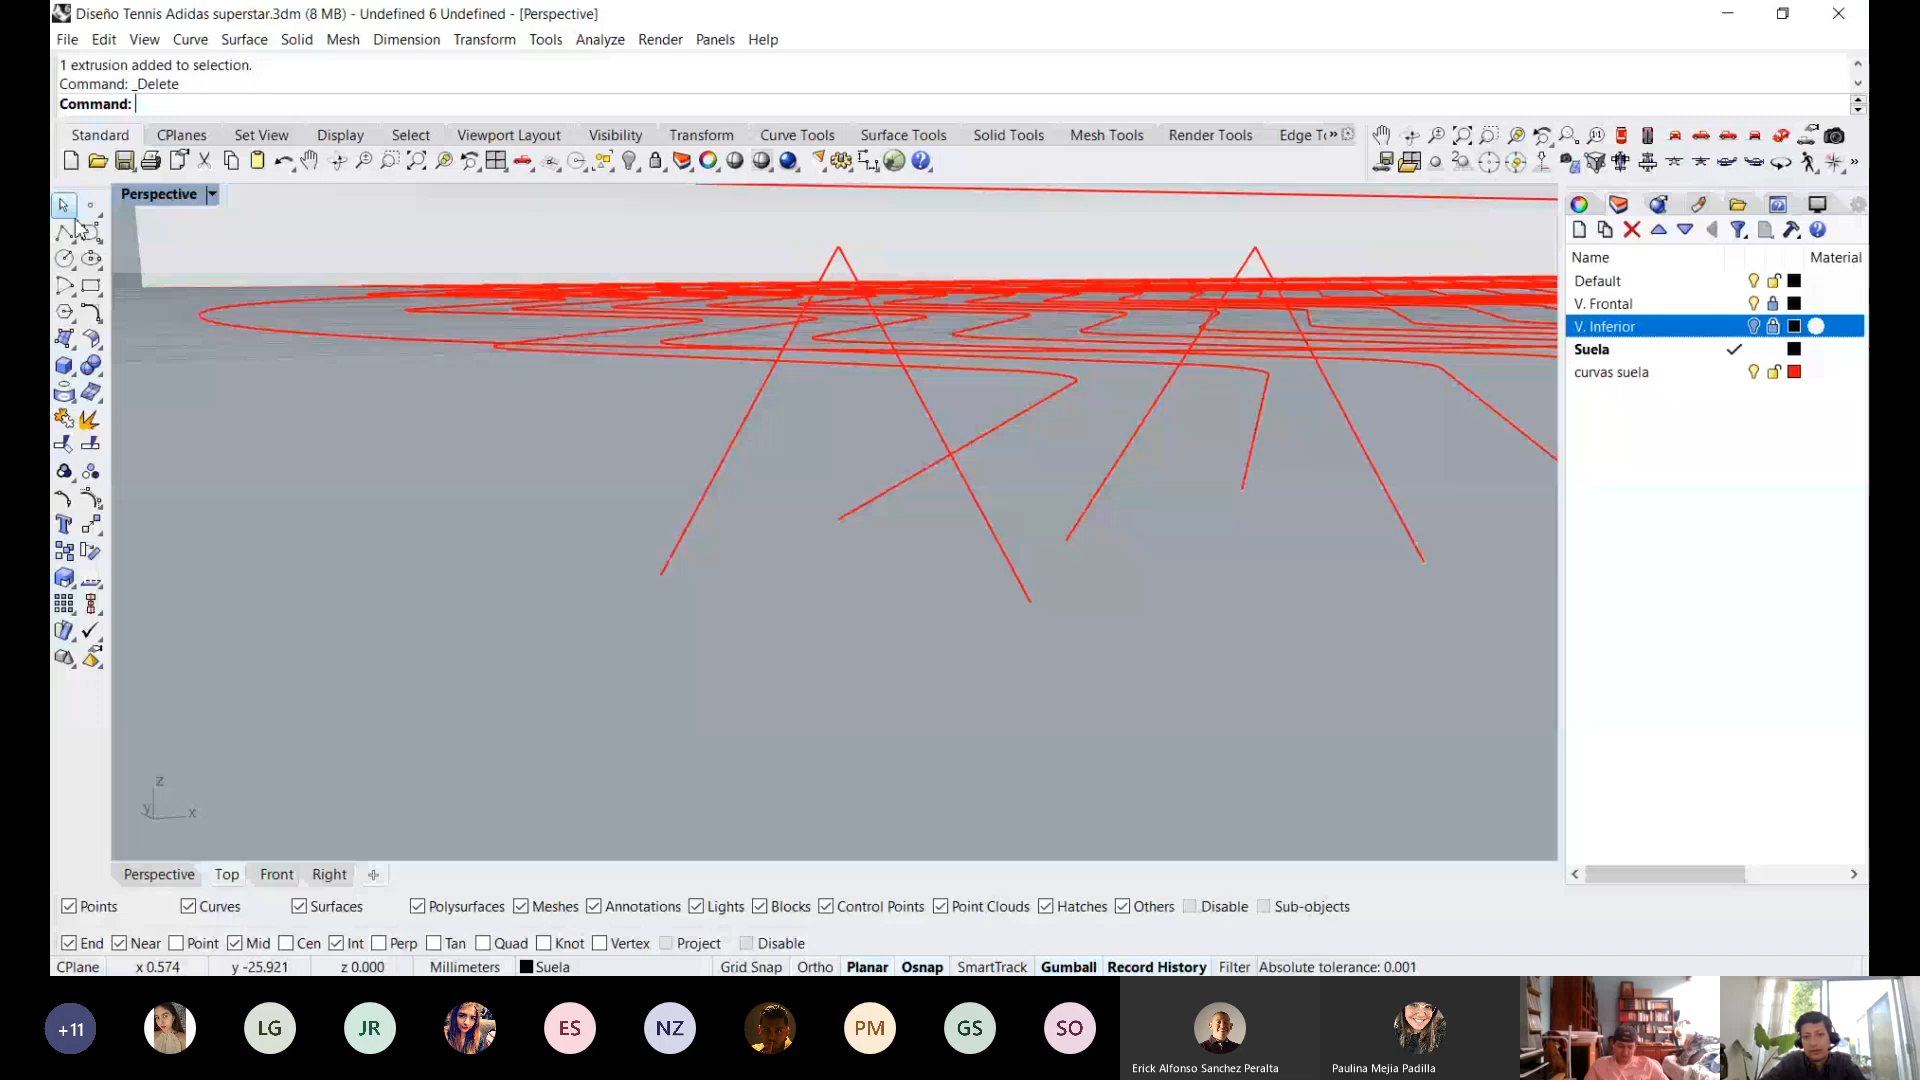 Diseño Tennis Adidas superstar.3dm (8 MB) - Undefined 6 Undefined - [Perspective]
File Edit View Curve Surface Solid Mesh Dimension Transform Tools Analyze Render Panels Help
1 extrusion added to selection.
Command: _Delete
Command:
Standard CPlanes Set View Display Select Viewport Layout Visibility Transform Curve Tools Surface Tools Solid Tools Mesh Tools Render Tools Edge To
Perspective
Name Material
Default
V. Frontal
V. Inferior
Suela
curvas suela
z
y x
Perspective Top Front Right
Points Curves Surfaces Polysurfaces Meshes Annotations Lights Blocks Control Points Point Clouds Hatches Others Disable Sub-objects
End Near Point Mid Cen Int Perp Tan Quad Knot Vertex Project Disable
CPlane x 0.574 y -25.921 z 0.000 Millimeters Suela Grid Snap Ortho Planar Osnap SmartTrack Gumball Record History Filter Absolute tolerance: 0.001
+11 LG JR ES NZ PM GS SO
Erick Alfonso Sanchez Peralta Paulina Mejia Padilla